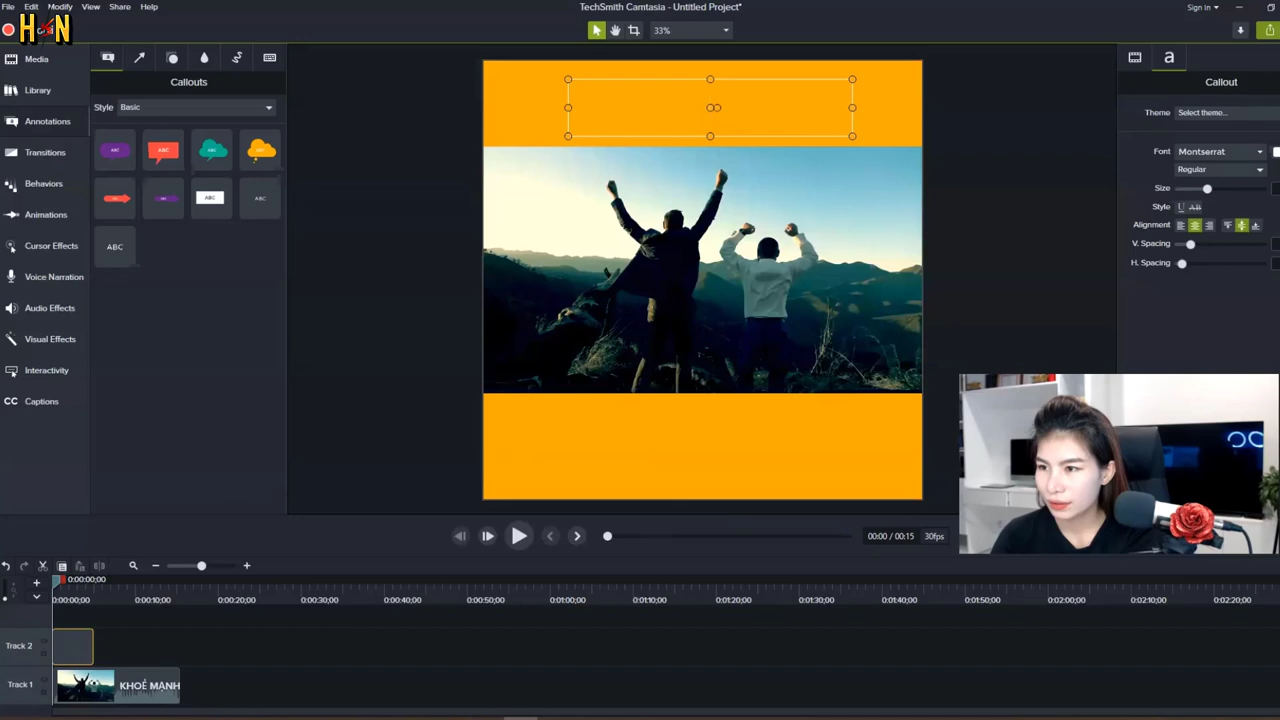 File Edit Modify View Share Help
TechSmith Camtasia - Untitled Project*
Sign In
HN
33%
Media
Library
Annotations
Transitions
Behaviors
Animations
Cursor Effects
Voice Narration
Audio Effects
Visual Effects
Interactivity
CC Captions
Callouts
Style Basic
ABC
ABC
ABC
ABC
ABC
ABC
a
Callout
Theme Select theme...
Font Montserrat
Regular
Size
Style U AB
Alignment
V. Spacing
H. Spacing
00:00 / 00:15 30fps
0:00:00;00
0:00:00;00 0:00:10;00 0:00:20;00 0:00:30;00 0:00:40;00 0:00:50;00 0:01:00;00 0:01:10;00 0:01:20;00 0:01:30;00 0:01:40;00 0:01:50;00 0:02:00;00 0:02:10;00 0:02:20;00
Track 2
Track 1
KHOẺ MẠNH